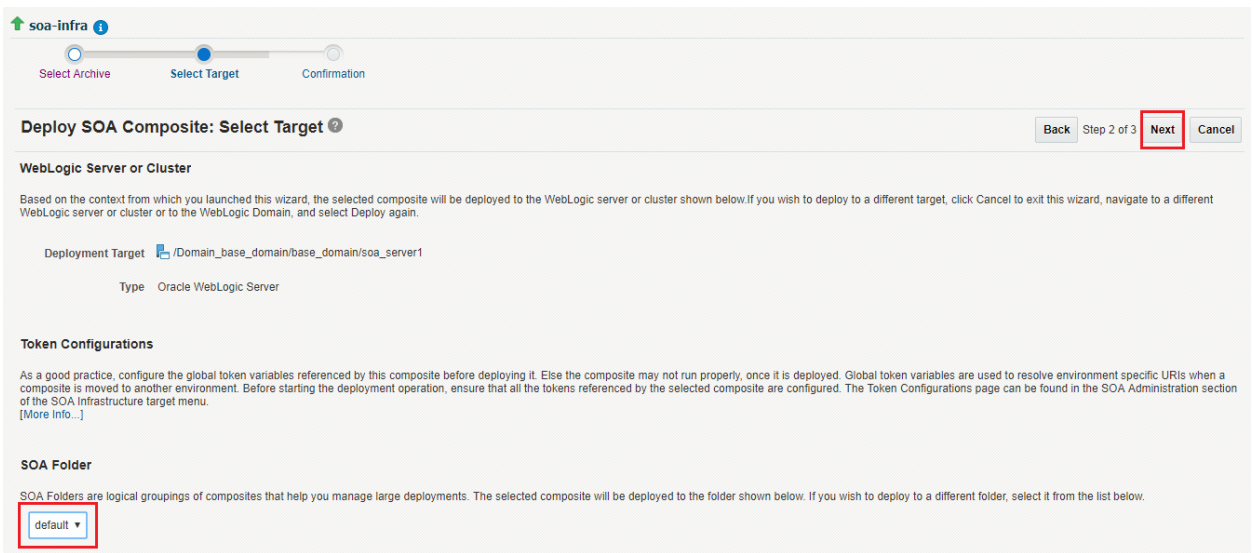 soa-infra
Select Archive
Select Target
Confirmation
Deploy SOA Composite: Select Target
Back Step 2 of 3 Next Cancel
WebLogic Server or Cluster
Based on the context from which you launched this wizard, the selected composite will be deployed to the WebLogic server or cluster shown below.If you wish to deploy to a different target, click Cancel to exit this wizard, navigate to a different
WebLogic server or cluster or to the WebLogic Domain, and select Deploy again.
Deployment Target /Domain_base_domain/base_domain/soa_server1
Type Oracle WebLogic Server
Token Configurations
As a good practice, configure the global token variables referenced by this composite before deploying it. Else the composite may not run properly, once it is deployed. Global token variables are used to resolve environment specific URIs when a
composite is moved to another environment. Before starting the deployment operation, ensure that all the tokens referenced by the selected composite are configured. The Token Configurations page can be found in the SOA Administration section
of the SOA Infrastructure target menu.
[More Info...]
SOA Folder
SOA Folders are logical groupings of composites that help you manage large deployments. The selected composite will be deployed to the folder shown below. If you wish to deploy to a different folder, select it from the list below.
default